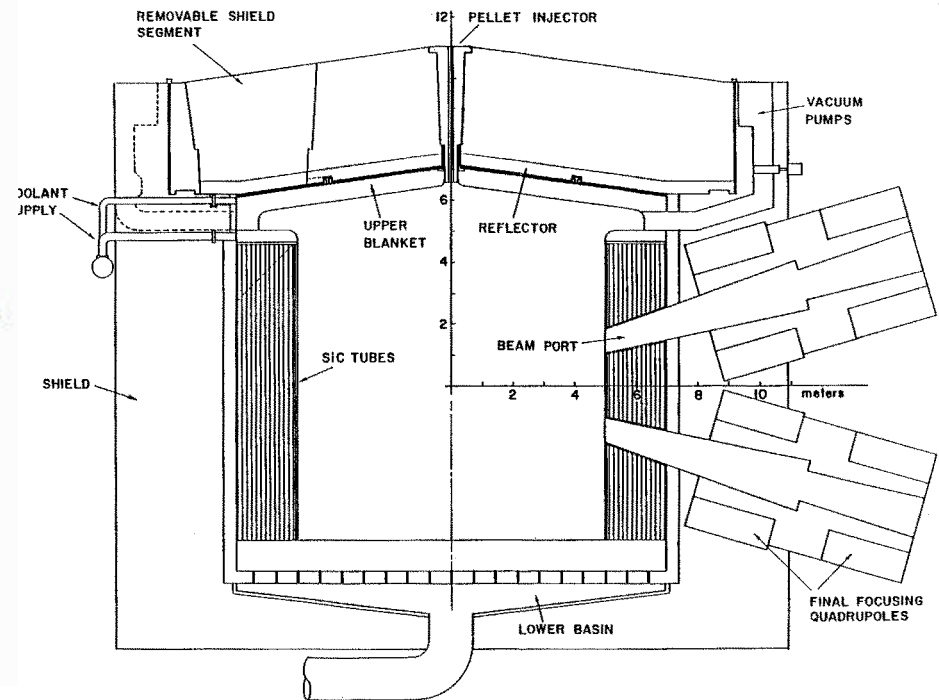 REMOVABLE SHIELD
SEGMENT
12
PELLET INJECTOR
VACUUM
PUMPS
OOLANT
UPPLY
6
UPPER
BLANKET
REFLECTOR
4
2
BEAM PORT
SiC TUBES
SHIELD
2
4
6
8
meters
10
FINAL FOCUSING
QUADRUPOLES
LOWER BASIN